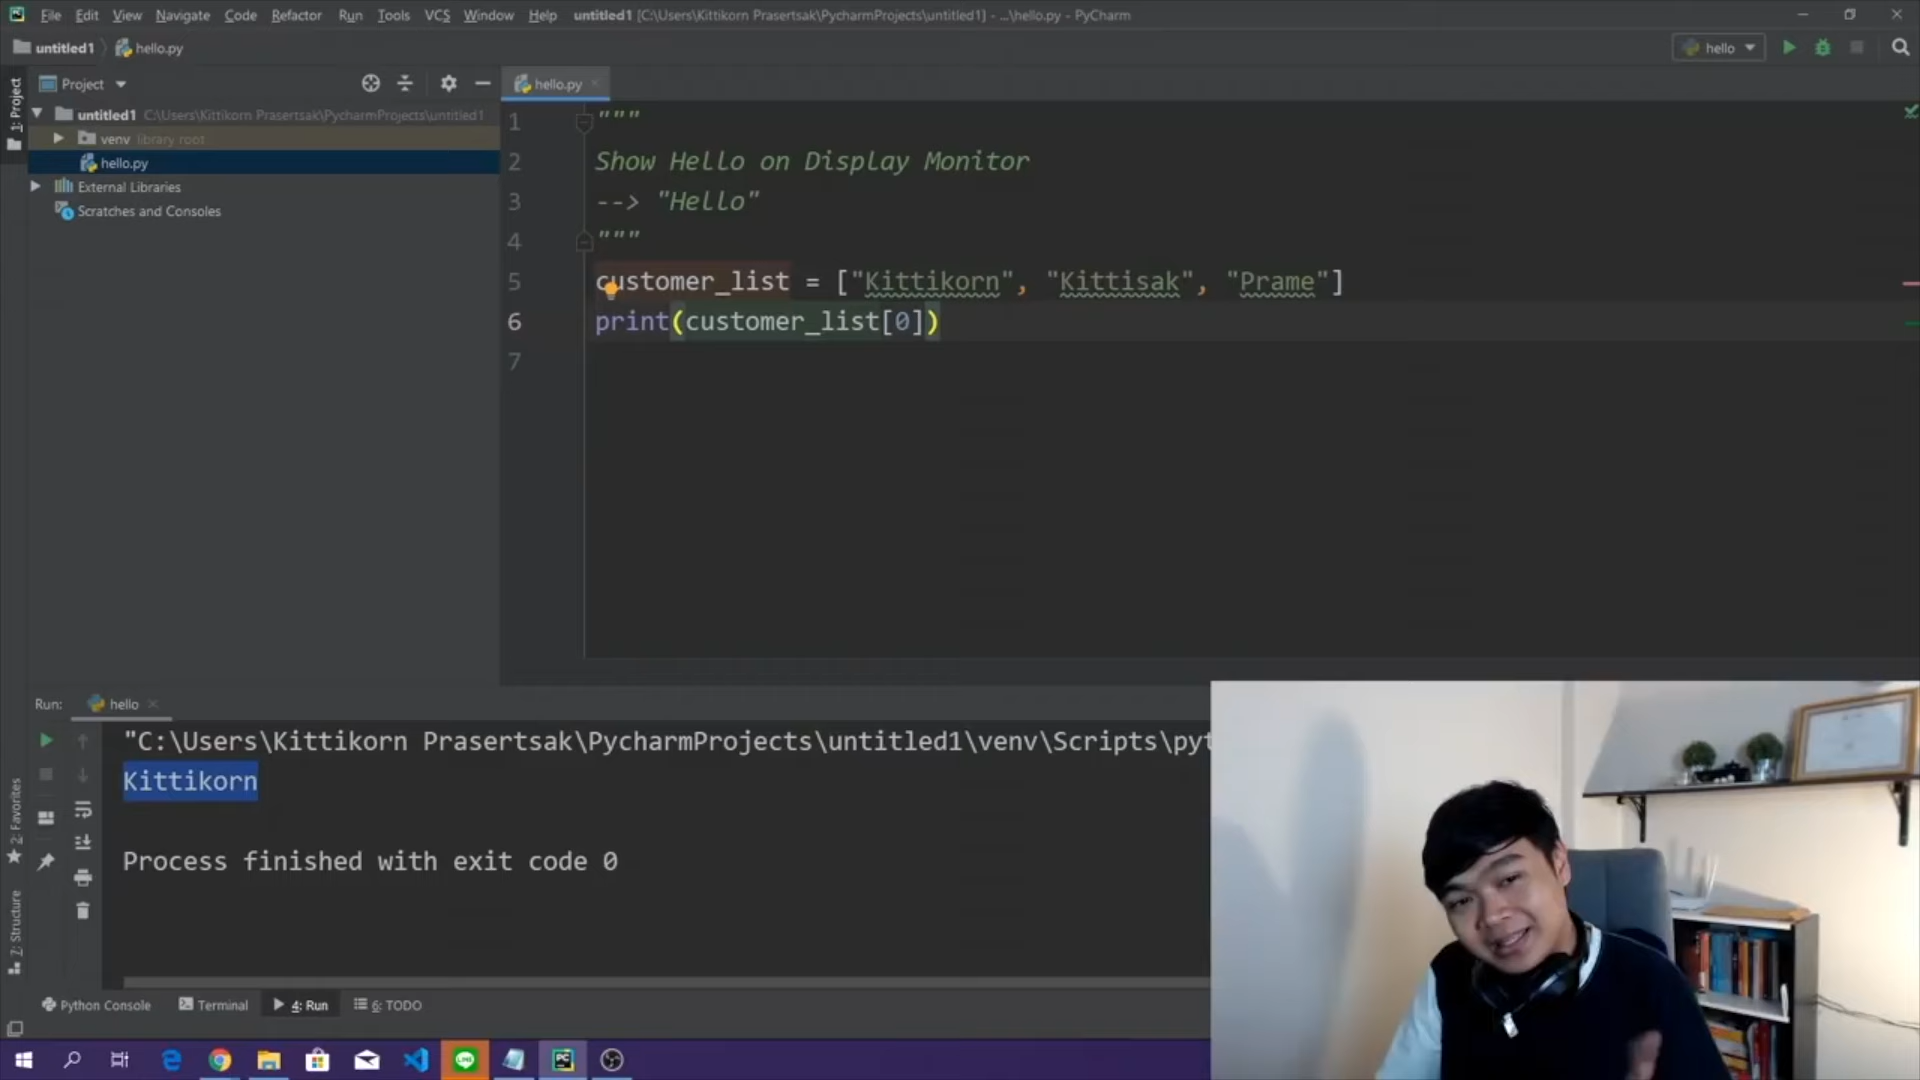 File Edit View Navigate Code Refactor Run Tools VCS Window Help untitled1 [C:\Users\Kittikorn Prasertsak\PycharmProjects\untitled1] - ...\hello.py - PyCharm
untitled1 hello.py
hello
1: Project
Project
hello.py
untitled1 C:\Users\Kittikorn Prasertsak\PycharmProjects\untitled1
venv library root
hello.py
External Libraries
Scratches and Consoles
1 """
2 Show Hello on Display Monitor
3 --> "Hello"
4 """
5 customer_list = ["Kittikorn", "Kittisak", "Prame"]
6 print(customer_list[0])
7
Run: hello
"C:\Users\Kittikorn Prasertsak\PycharmProjects\untitled1\venv\Scripts\pyt
Kittikorn
Process finished with exit code 0
2: Favorites
7: Structure
Python Console Terminal 4: Run 6: TODO
LINE
PC